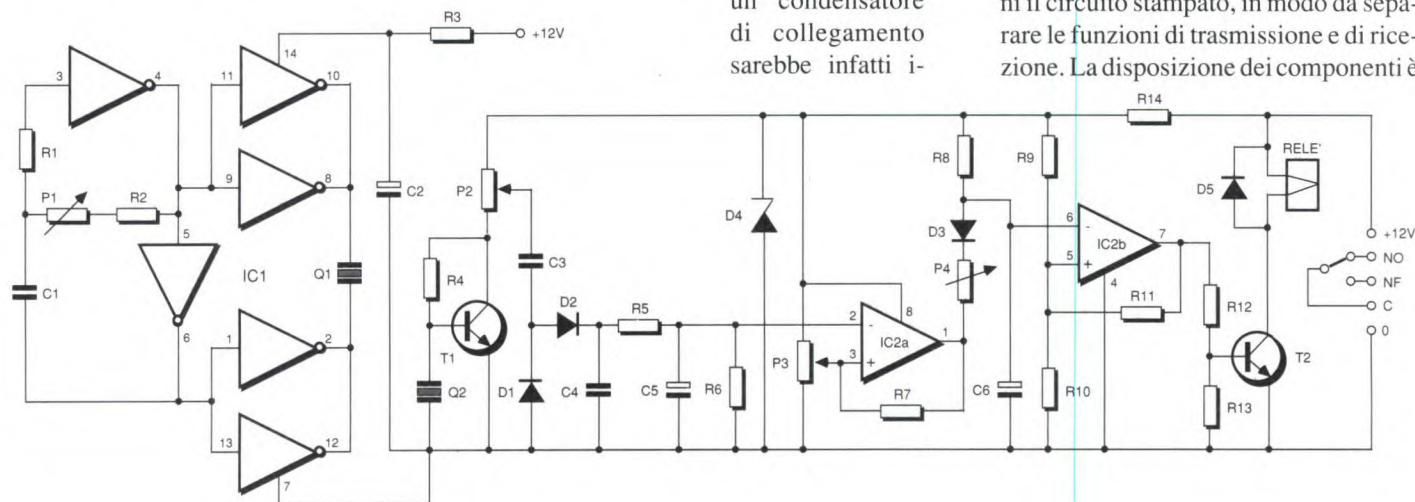 un condensatore
di collegamento
sarebbe infatti i-
ni il circuito stampato, in modo da sepa-
rare le funzioni di trasmissione e di rice-
zione. La disposizione dei componenti è
R3
+12V
14
3
4
11
10
R1
9
8
P1
R2
5
IC1
Q1
C1
6
1
2
13
12
7
C2
R14
P2
R4
T1
Q2
C3
D2
D1
C4
R5
C5
R6
D4
P3
2
-
3
+
8
IC2a
1
R7
R8
R9
D3
P4
C6
6
-
5
+
IC2b
7
4
R11
R10
R12
R13
T2
D5
RELE'
+12V
NO
NF
C
0